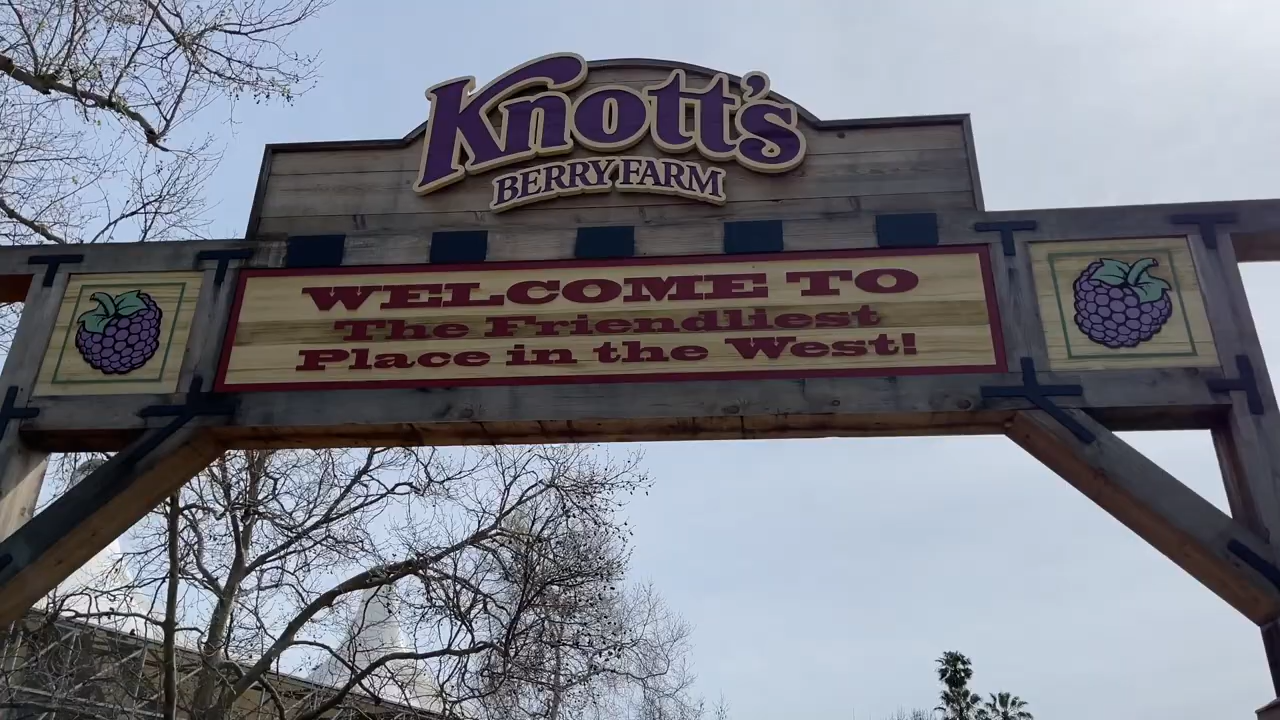 Knott's
BERRY FARM
WELCOME TO
The Friendliest
Place in the West!